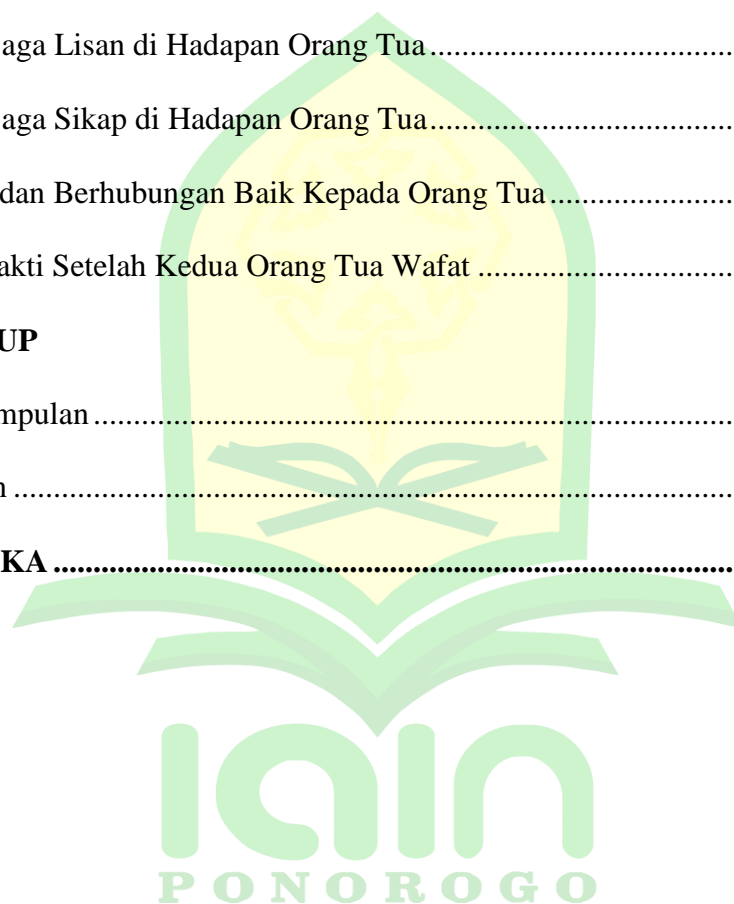 aga Lisan di Hadapan Orang Tua....................................
aga Sikap di Hadapan Orang Tua....................................
dan Berhubungan Baik Kepada Orang Tua.....................
akti Setelah Kedua Orang Tua Wafat ..............................
UP
mpulan.............................................................................
n .......................................................................................
KA ....................................................................................
iain
PONOROGO